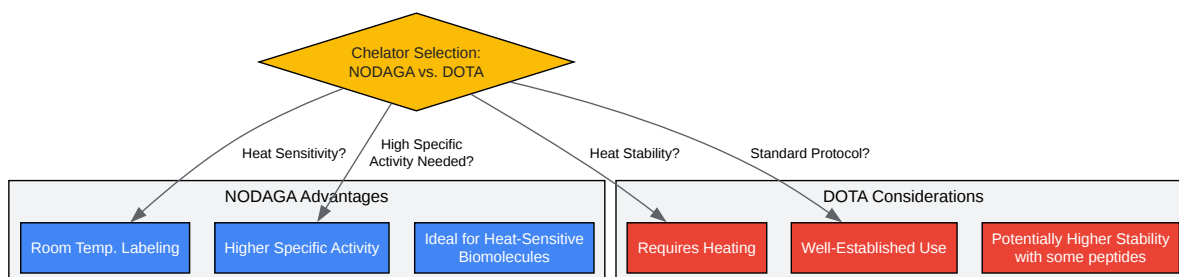 Chelator Selection:
NODAGA vs. DOTA
Heat Sensitivity?
High Specific
Activity Needed?
Heat Stability?
Standard Protocol?
NODAGA Advantages
Room Temp. Labeling
Higher Specific Activity
Ideal for Heat-Sensitive
Biomolecules
DOTA Considerations
Requires Heating
Well-Established Use
Potentially Higher Stability
with some peptides